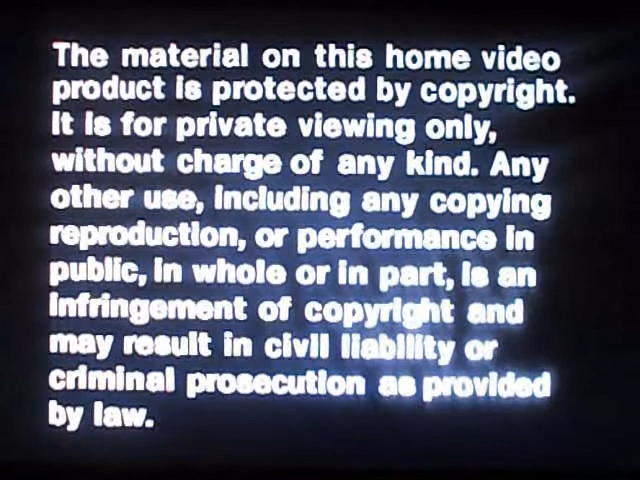 The material on this home video
product is protected by copyright.
It is for private viewing only,
without charge of any kind. Any
other use, including any copying
reproduction, or performance in
public, in whole or in part, is an
infringement of copyright and
may result in civil liability or
criminal prosecution as provided
by law.